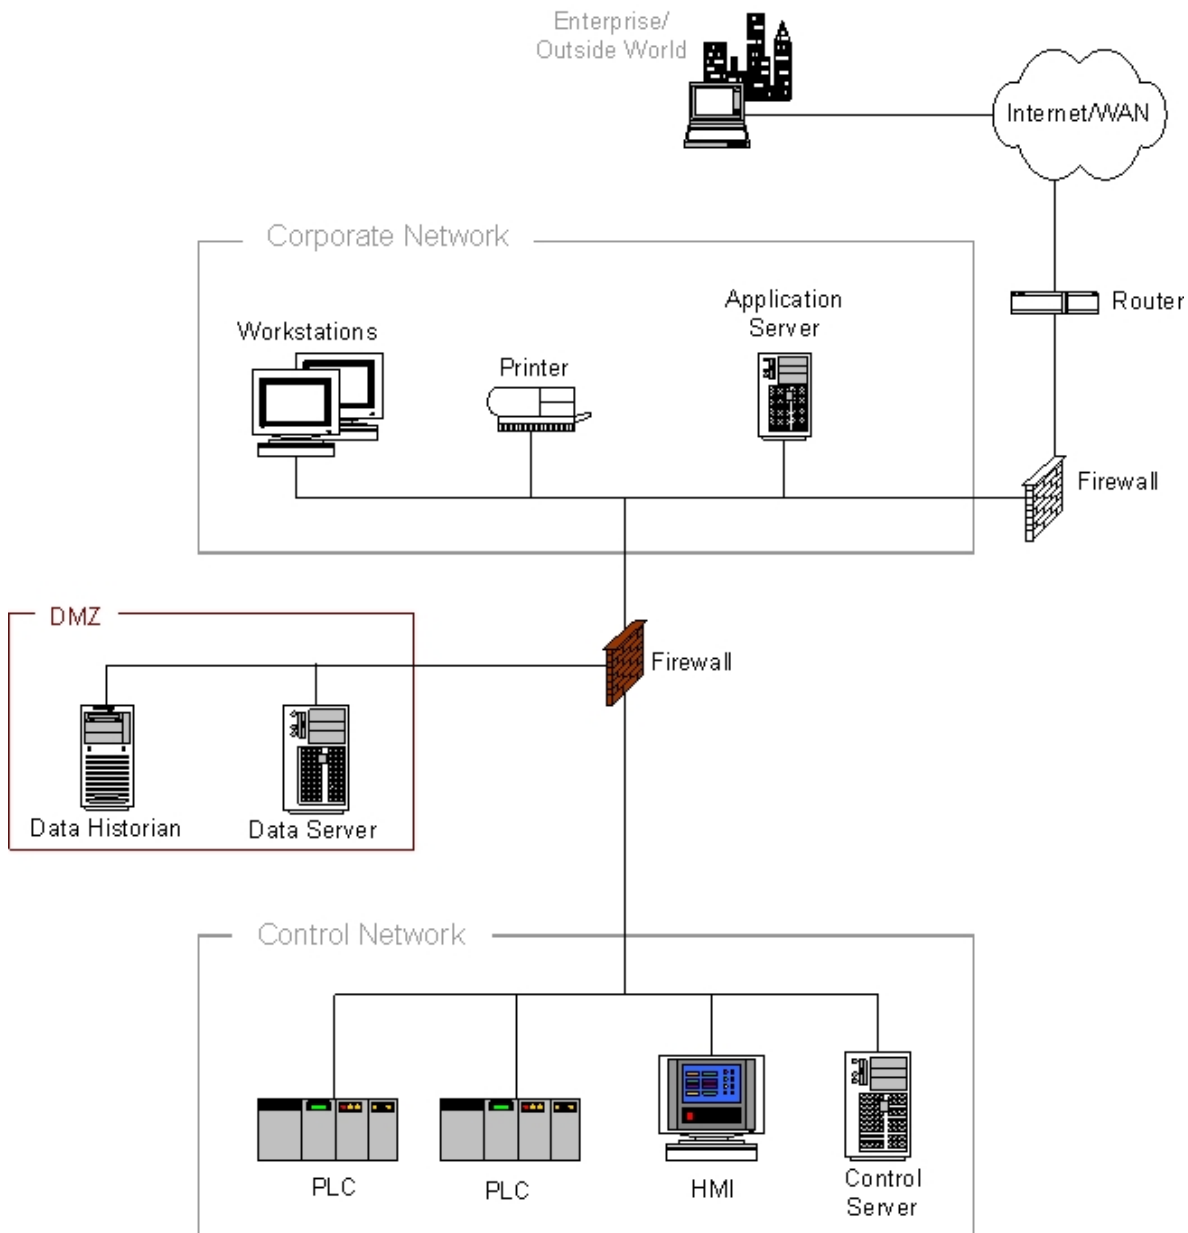 Enterprise/
Outside World
Internet/WAN
Corporate Network
Application
Server
Router
Workstations
Printer
Firewall
DMZ
Firewall
Data Historian
Data Server
Control Network
PLC
PLC
HMI
Control
Server